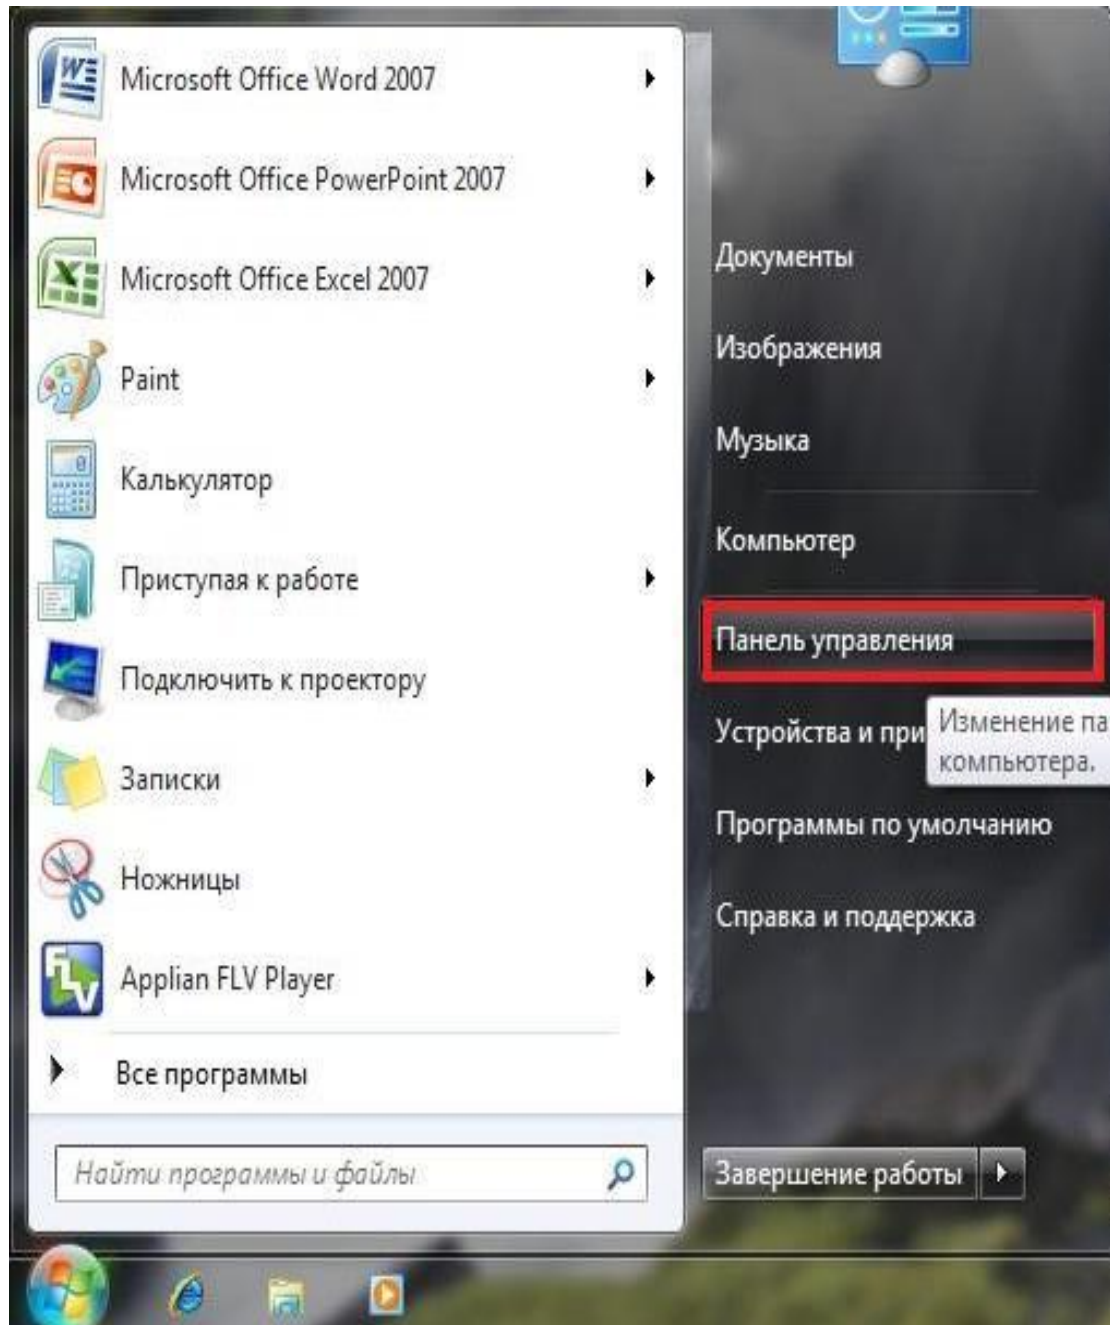 Microsoft Office Word 2007
Microsoft Office PowerPoint 2007
Microsoft Office Excel 2007
Paint
Калькулятор
Приступая к работе
Подключить к проектору
Записки
Ножницы
Applian FLV Player
Все программы
Найти программы и файлы
Документы
Изображения
Музыка
Компьютер
Панель управления
Устройства и при
Изменение па
компьютера.
Программы по умолчанию
Справка и поддержка
Завершение работы